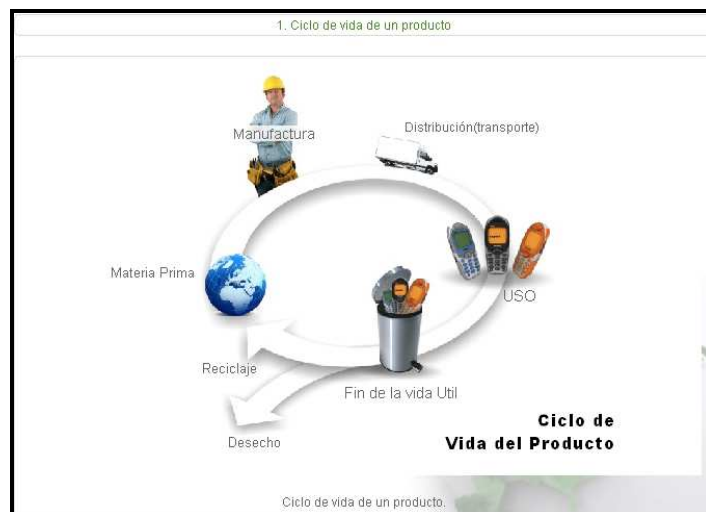 1. Ciclo de vida de un producto
Manufactura
Distribución(transporte)
Materia Prima
USO
Reciclaje
Fin de la vida Util
Desecho
Ciclo de
Vida del Producto
Ciclo de vida de un producto.